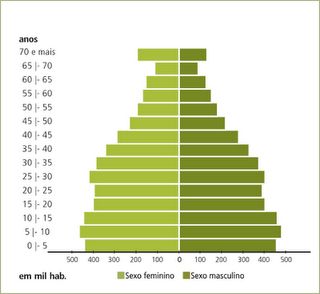 anos
70 e mais
65 |- 70
60 |- 65
55 |- 60
50 |- 55
45 |- 50
40 |- 45
35 |- 40
30 |- 35
25 |- 30
20 |- 25
15 |- 20
10 |- 15
5 |- 10
0 |- 5
500 400 300 200 100 0 100 200 300 400 500
em mil hab. Sexo feminino Sexo masculino